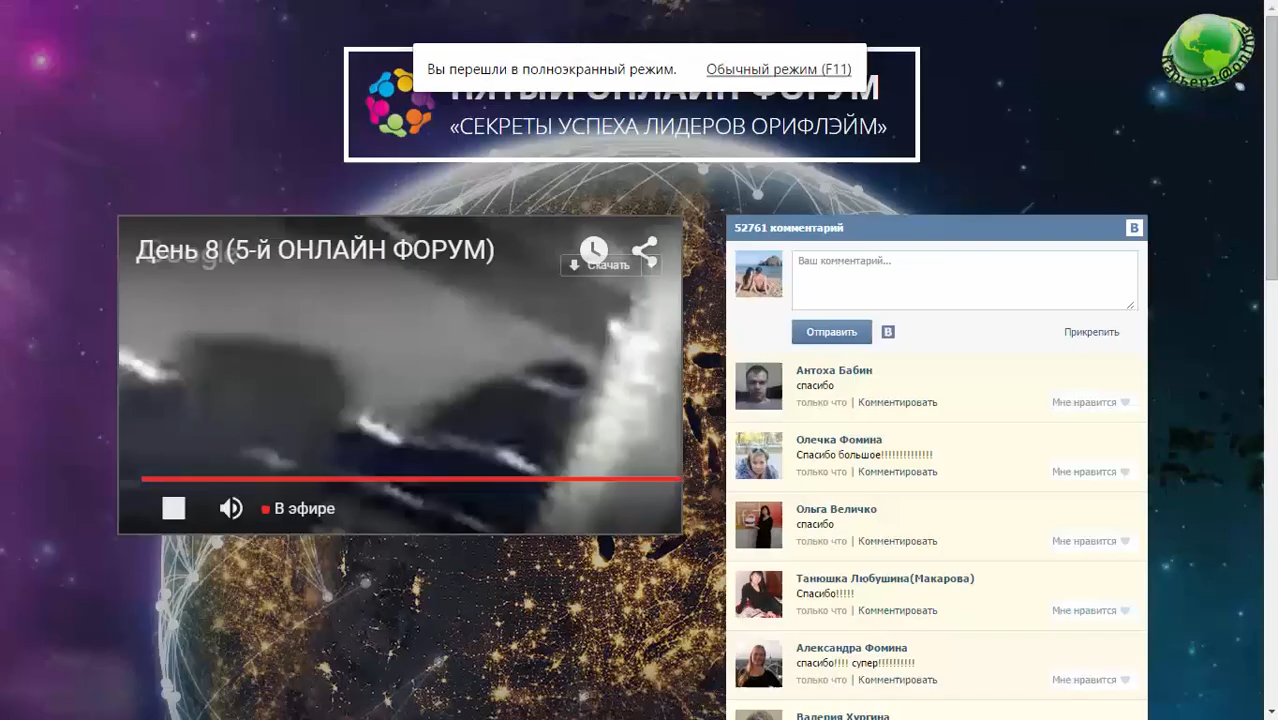 Вы перешли в полноэкранный режим. Обычный режим (F11)
ПЯТЫЙ ОНЛАЙН ФОРУМ
«СЕКРЕТЫ УСПЕХА ЛИДЕРОВ ОРИФЛЭЙМ»
карьера@online
День 8 (5-й ОНЛАЙН ФОРУМ)
Скачать
В эфире
52761 комментарий
B
Ваш комментарий...
Отправить
B
Прикрепить
Антоха Бабин
спасибо
только что | Комментировать Мне нравится
Олечка Фомина
Спасибо большое!!!!!!!!!!!!!!
только что | Комментировать Мне нравится
Ольга Величко
спасибо
только что | Комментировать Мне нравится
Танюшка Любушина(Макарова)
Спасибо!!!!!
только что | Комментировать Мне нравится
Александра Фомина
спасибо!!!! супер!!!!!!!!!!
только что | Комментировать Мне нравится
Валерия Хургина